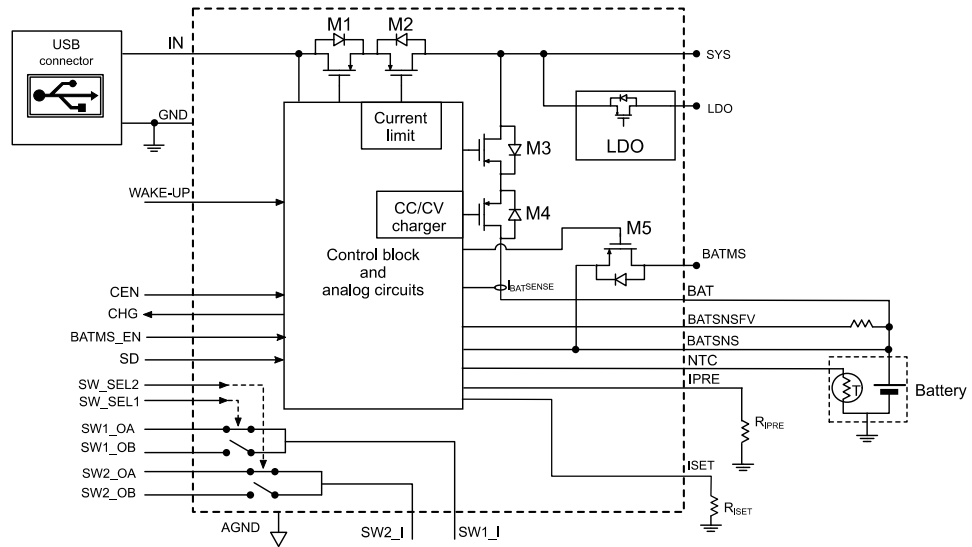 M1 M2
USB
connector
IN
SYS
GND
Current
limit
LDO
LDO
M3
WAKE-UP
CC/CV
charger
M4
M5
Control block
and
analog circuits
BATMS
CEN
IBATSENSE
BAT
CHG
BATSNSFV
BATMS_EN
BATSNS
SD
NTC
SW_SEL2
IPRE
T
Battery
SW_SEL1
RIPRE
SW1_OA
SW1_OB
SW2_OA
ISET
SW2_OB
RISET
AGND
SW2_I SW1_I